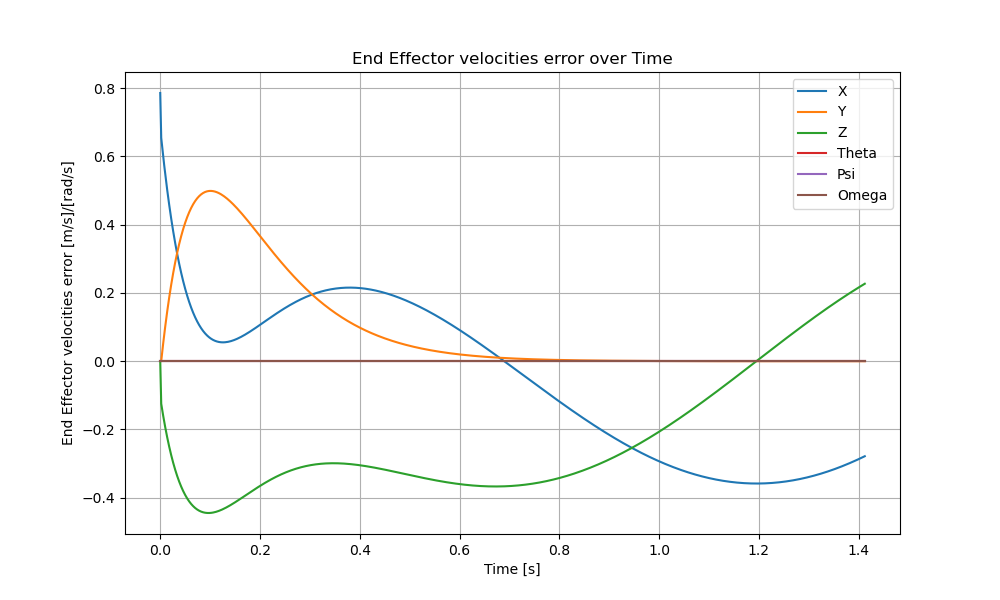 End Effector velocities error over Time
End Effector velocities error [m/s]/[rad/s]
0.8
0.6
0.4
0.2
0.0
−0.2
−0.4
X
Y
Z
Theta
Psi
Omega
0.0 0.2 0.4 0.6 0.8 1.0 1.2 1.4
Time [s]